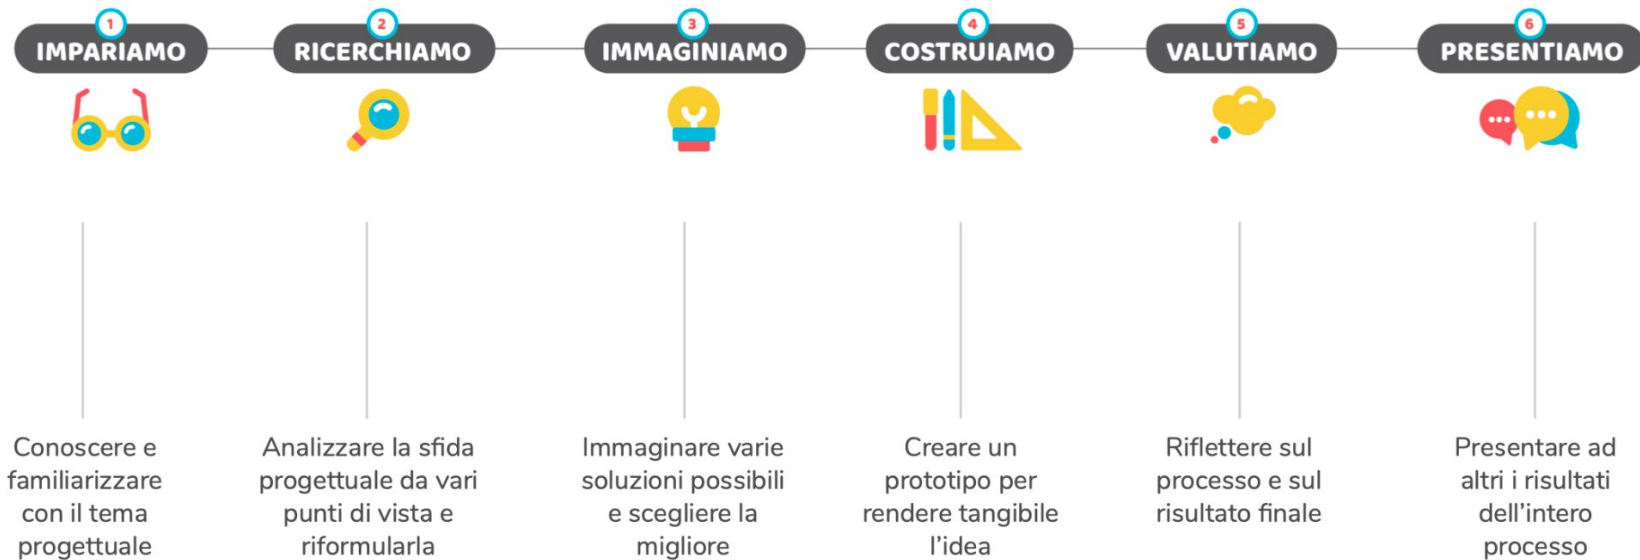 1
IMPARIAMO
2
RICERCHIAMO
3
IMMAGINIAMO
4
COSTRUIAMO
5
VALUTIAMO
6
PRESENTIAMO
Conoscere e
familiarizzare
con il tema
progettuale
Analizzare la sfida
progettuale da vari
punti di vista e
riformularla
Immaginare varie
soluzioni possibili
e scegliere la
migliore
Creare un
prototipo per
rendere tangibile
l’idea
Riflettere sul
processo e sul
risultato finale
Presentare ad
altri i risultati
dell’intero
processo